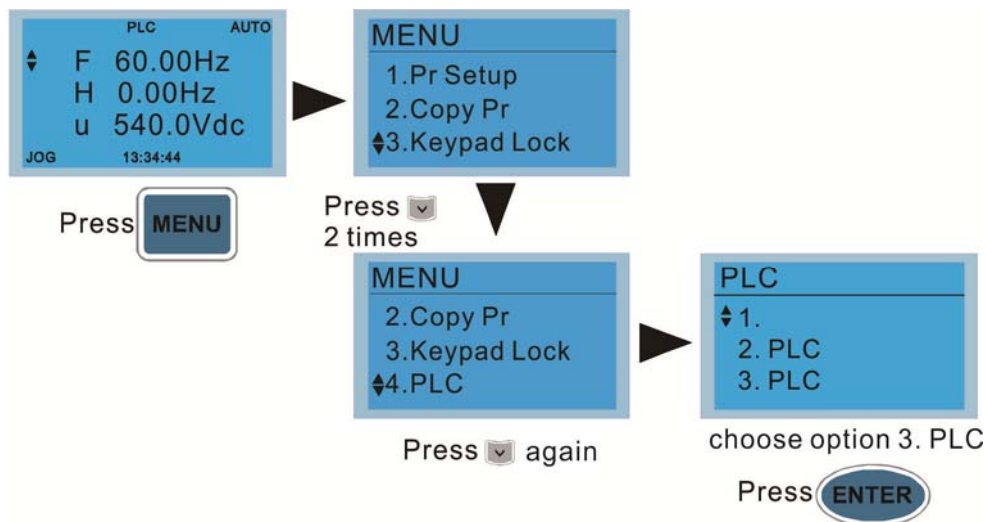 PLC AUTO
F 60.00Hz
H 0.00Hz
u 540.0Vdc
JOG 13:34:44
Press MENU
MENU
1.Pr Setup
2.Copy Pr
3.Keypad Lock
Press
2 times
MENU
2.Copy Pr
3.Keypad Lock
4.PLC
Press again
PLC
1.
2. PLC
3. PLC
choose option 3. PLC
Press ENTER